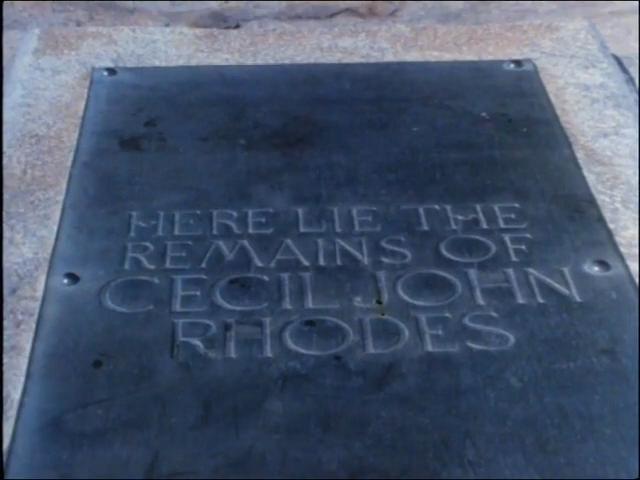 HERE LIE THE
REMAINS OF
CECIL JOHN
RHODES